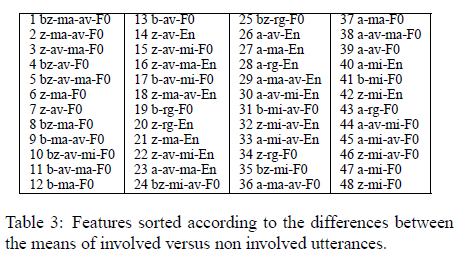 1 bz-ma-av-F0 13 b-av-F0 25 bz-rg-F0 37 a-ma-F0
2 z-ma-av-F0 14 z-av-En 26 a-av-En 38 a-av-ma-F0
3 z-av-ma-F0 15 z-av-mi-F0 27 a-ma-En 39 a-av-F0
4 bz-av-F0 16 z-av-ma-En 28 a-rg-En 40 a-mi-En
5 bz-av-ma-F0 17 b-av-mi-F0 29 a-ma-av-En 41 b-mi-F0
6 z-ma-F0 18 z-ma-av-En 30 a-av-mi-En 42 z-mi-En
7 z-av-F0 19 b-rg-F0 31 b-mi-av-F0 43 a-rg-F0
8 bz-ma-F0 20 z-rg-En 32 z-mi-av-En 44 a-av-mi-F0
9 b-ma-av-F0 21 z-ma-En 33 a-mi-av-En 45 a-mi-av-F0
10 bz-av-mi-F0 22 z-av-mi-En 34 z-rg-F0 46 z-mi-av-F0
11 b-av-ma-F0 23 a-av-ma-En 35 bz-mi-F0 47 a-mi-F0
12 b-ma-F0 24 bz-mi-av-F0 36 a-ma-av-F0 48 z-mi-F0
Table 3: Features sorted according to the differences between
the means of involved versus non involved utterances.